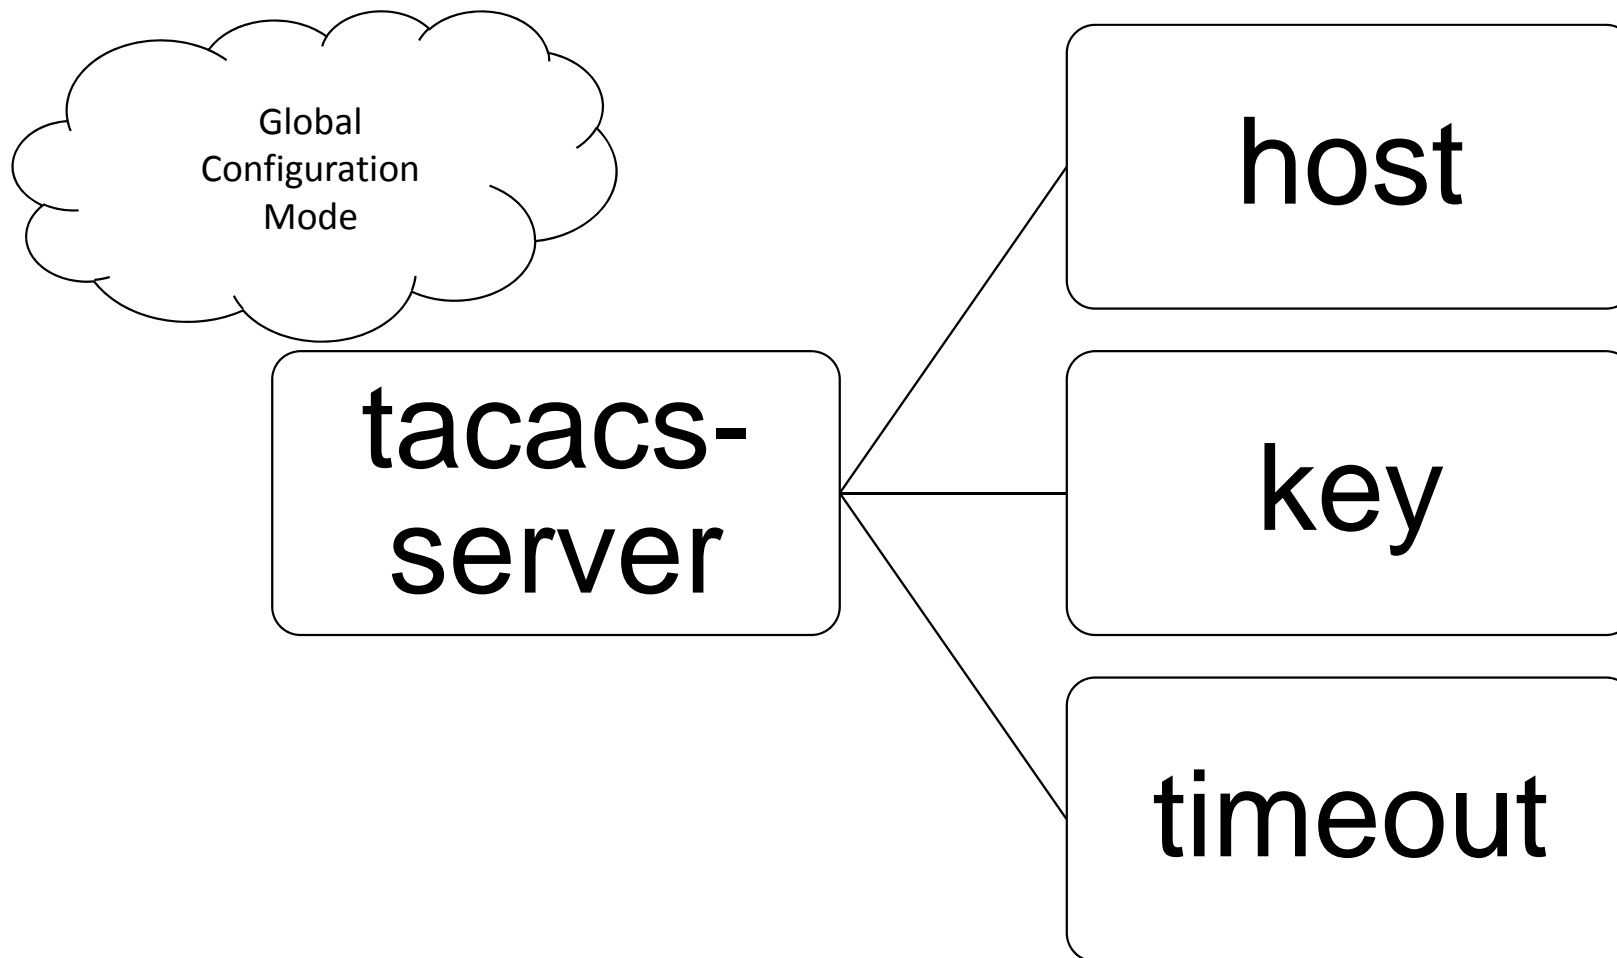 Global
Configuration
Mode
tacacs-
server
host
key
timeout